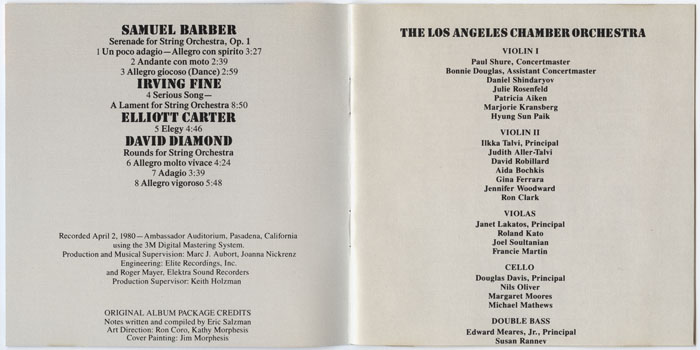 SAMUEL BARBER
Serenade for String Orchestra, Op. 1
1 Un poco adagio—Allegro con spirito 3:27
2 Andante con moto 2:39
3 Allegro giocoso (Dance) 2:59
IRVING FINE
4 Serious Song—
A Lament for String Orchestra 8:50
ELLIOTT CARTER
5 Elegy 4:46
DAVID DIAMOND
Rounds for String Orchestra
6 Allegro molto vivace 4:24
7 Adagio 3:39
8 Allegro vigoroso 5:48
Recorded April 2, 1980—Ambassador Auditorium, Pasadena, California
using the 3M Digital Mastering System.
Production and Musical Supervision: Marc J. Aubort, Joanna Nickrenz
Engineering: Elite Recordings, Inc.
and Roger Mayer, Elektra Sound Recorders
Production Supervisor: Keith Holzman
ORIGINAL ALBUM PACKAGE CREDITS
Notes written and compiled by Eric Salzman
Art Direction: Ron Coro, Kathy Morphesis
Cover Painting: Jim Morphesis
THE LOS ANGELES CHAMBER ORCHESTRA
VIOLIN I
Paul Shure, Concertmaster
Bonnie Douglas, Assistant Concertmaster
Daniel Shindaryov
Julie Rosenfeld
Patricia Aiken
Marjorie Kransberg
Hyung Sun Paik
VIOLIN II
Ilkka Talvi, Principal
Judith Aller-Talvi
David Robillard
Aida Bochkis
Gina Ferrara
Jennifer Woodward
Ron Clark
VIOLAS
Janet Lakatos, Principal
Roland Kato
Joel Soultanian
Francie Martin
CELLO
Douglas Davis, Principal
Nils Oliver
Margaret Moores
Michael Mathews
DOUBLE BASS
Edward Meares, Jr., Principal
Susan Ranney